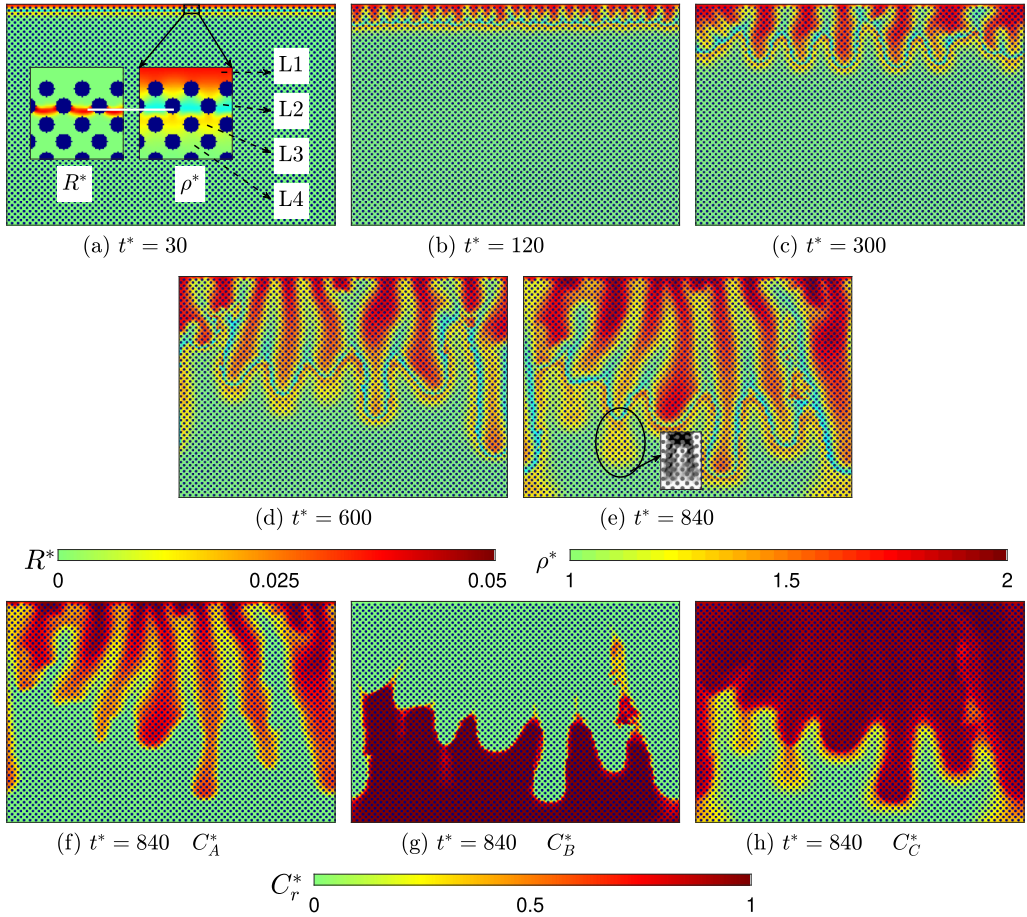 L1
L2
L3
L4
R*
ρ*
(a) t* = 30
(b) t* = 120
(c) t* = 300
(d) t* = 600
(e) t* = 840
R*
0
0.025
0.05
ρ*
1
1.5
2
(f) t* = 840 C*A
(g) t* = 840 C*B
(h) t* = 840 C*C
C*r
0
0.5
1